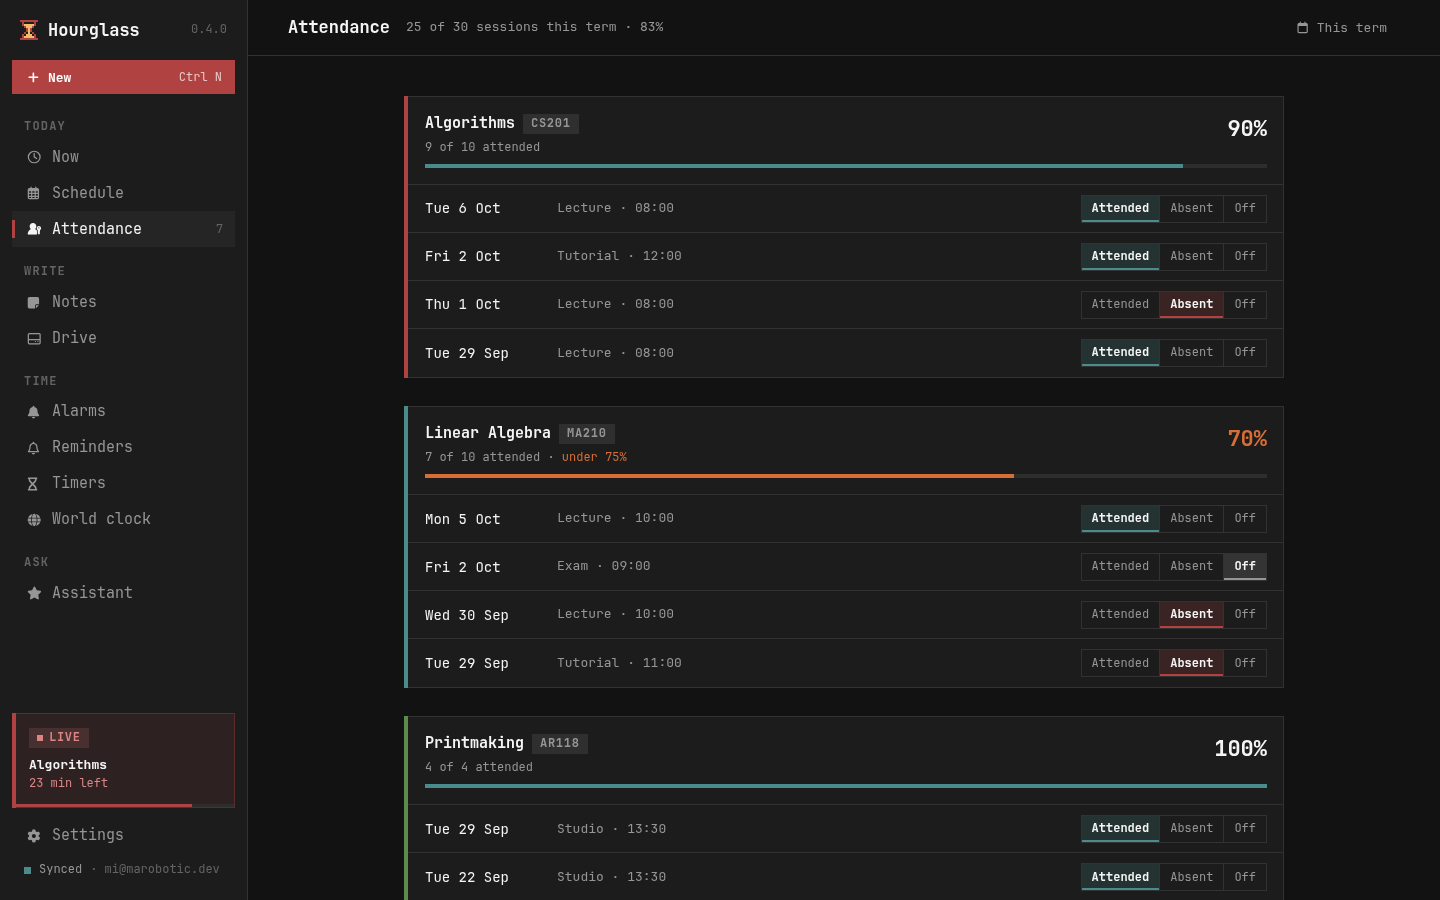 Hourglass 0.4.0
+ New Ctrl N
TODAY
Now
Schedule
Attendance 7
WRITE
Notes
Drive
TIME
Alarms
Reminders
Timers
World clock
ASK
Assistant
LIVE
Algorithms
23 min left
Settings
Synced · mi@marobotic.dev
Attendance 25 of 30 sessions this term · 83% This term
Algorithms CS201 90%
9 of 10 attended
Tue 6 Oct Lecture · 08:00 Attended Absent Off
Fri 2 Oct Tutorial · 12:00 Attended Absent Off
Thu 1 Oct Lecture · 08:00 Attended Absent Off
Tue 29 Sep Lecture · 08:00 Attended Absent Off
Linear Algebra MA210 70%
7 of 10 attended · under 75%
Mon 5 Oct Lecture · 10:00 Attended Absent Off
Fri 2 Oct Exam · 09:00 Attended Absent Off
Wed 30 Sep Lecture · 10:00 Attended Absent Off
Tue 29 Sep Tutorial · 11:00 Attended Absent Off
Printmaking AR118 100%
4 of 4 attended
Tue 29 Sep Studio · 13:30 Attended Absent Off
Tue 22 Sep Studio · 13:30 Attended Absent Off